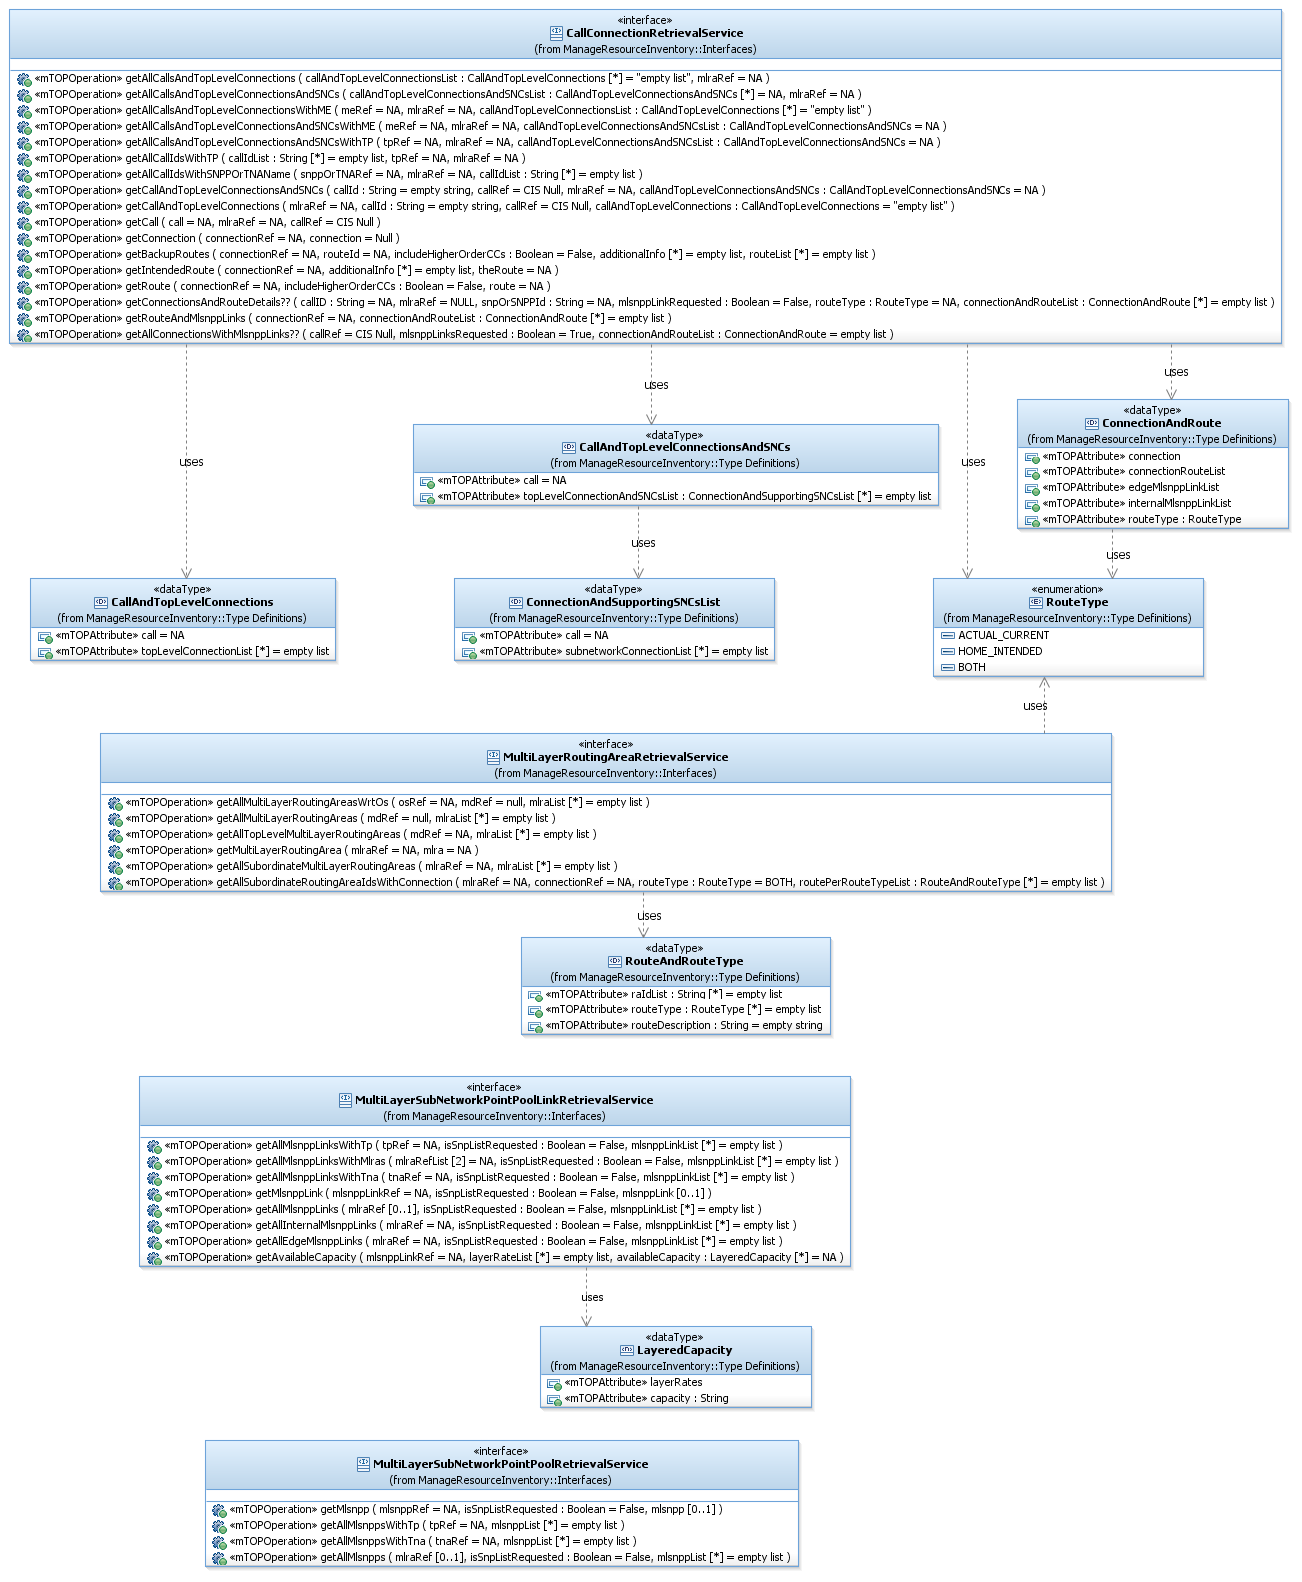 «interface»
CallConnectionRetrievalService
(from ManageResourceInventory::Interfaces)
«mTOPOperation» getAllCallsAndTopLevelConnections ( callAndTopLevelConnectionsList : CallAndTopLevelConnections [*] = "empty list", mlraRef = NA )
«mTOPOperation» getAllCallsAndTopLevelConnectionsAndSNCs ( callAndTopLevelConnectionsAndSNCsList : CallAndTopLevelConnectionsAndSNCs [*] = NA, mlraRef = NA )
«mTOPOperation» getAllCallsAndTopLevelConnectionsWithME ( meRef = NA, mlraRef = NA, callAndTopLevelConnectionsList : CallAndTopLevelConnections [*] = "empty list" )
«mTOPOperation» getAllCallsAndTopLevelConnectionsAndSNCsWithME ( meRef = NA, mlraRef = NA, callAndTopLevelConnectionsAndSNCsList : CallAndTopLevelConnectionsAndSNCs = NA )
«mTOPOperation» getAllCallsAndTopLevelConnectionsAndSNCsWithTP ( tpRef = NA, mlraRef = NA, callAndTopLevelConnectionsAndSNCsList : CallAndTopLevelConnectionsAndSNCs = NA )
«mTOPOperation» getAllCallIdsWithTP ( callIdList : String [*] = empty list, tpRef = NA, mlraRef = NA )
«mTOPOperation» getAllCallIdsWithSNPPOrTNAName ( snppOrTNARef = NA, mlraRef = NA, callIdList : String [*] = empty list )
«mTOPOperation» getCallAndTopLevelConnectionsAndSNCs ( callId : String = empty string, callRef = CIS Null, mlraRef = NA, callAndTopLevelConnectionsAndSNCs : CallAndTopLevelConnectionsAndSNCs = NA )
«mTOPOperation» getCallAndTopLevelConnections ( mlraRef = NA, callId : String = empty string, callRef = CIS Null, callAndTopLevelConnections : CallAndTopLevelConnections = "empty list" )
«mTOPOperation» getCall ( call = NA, mlraRef = NA, callRef = CIS Null )
«mTOPOperation» getConnection ( connectionRef = NA, connection = Null )
«mTOPOperation» getBackupRoutes ( connectionRef = NA, routeId = NA, includeHigherOrderCCs : Boolean = False, additionalInfo [*] = empty list, routeList [*] = empty list )
«mTOPOperation» getIntendedRoute ( connectionRef = NA, additionalInfo [*] = empty list, theRoute = NA )
«mTOPOperation» getRoute ( connectionRef = NA, includeHigherOrderCCs : Boolean = False, route = NA )
«mTOPOperation» getConnectionsAndRouteDetails?? ( callID : String = NA, mlraRef = NULL, snpOrSNPPId : String = NA, mlsnppLinkRequested : Boolean = False, routeType : RouteType = NA, connectionAndRouteList : ConnectionAndRoute [*] = empty list )
«mTOPOperation» getRouteAndMlsnppLinks ( connectionRef = NA, connectionAndRouteList : ConnectionAndRoute [*] = empty list )
«mTOPOperation» getAllConnectionsWithMlsnppLinks?? ( callRef = CIS Null, mlsnppLinksRequested : Boolean = True, connectionAndRouteList : ConnectionAndRoute = empty list )
uses
uses
uses
uses
«dataType»
ConnectionAndRoute
(from ManageResourceInventory::Type Definitions)
«mTOPAttribute» connection
«mTOPAttribute» connectionRouteList
«mTOPAttribute» edgeMlsnppLinkList
«mTOPAttribute» internalMlsnppLinkList
«mTOPAttribute» routeType : RouteType
«dataType»
CallAndTopLevelConnectionsAndSNCs
(from ManageResourceInventory::Type Definitions)
«mTOPAttribute» call = NA
«mTOPAttribute» topLevelConnectionAndSNCsList : ConnectionAndSupportingSNCsList [*] = empty list
uses
uses
«dataType»
CallAndTopLevelConnections
(from ManageResourceInventory::Type Definitions)
«mTOPAttribute» call = NA
«mTOPAttribute» topLevelConnectionList [*] = empty list
«dataType»
ConnectionAndSupportingSNCsList
(from ManageResourceInventory::Type Definitions)
«mTOPAttribute» call = NA
«mTOPAttribute» subnetworkConnectionList [*] = empty list
«enumeration»
RouteType
(from ManageResourceInventory::Type Definitions)
ACTUAL_CURRENT
HOME_INTENDED
BOTH
uses
«interface»
MultiLayerRoutingAreaRetrievalService
(from ManageResourceInventory::Interfaces)
«mTOPOperation» getAllMultiLayerRoutingAreasWrtOs ( osRef = NA, mdRef = null, mlraList [*] = empty list )
«mTOPOperation» getAllMultiLayerRoutingAreas ( mdRef = null, mlraList [*] = empty list )
«mTOPOperation» getAllTopLevelMultiLayerRoutingAreas ( mdRef = NA, mlraList [*] = empty list )
«mTOPOperation» getMultiLayerRoutingArea ( mlraRef = NA, mlra = NA )
«mTOPOperation» getAllSubordinateMultiLayerRoutingAreas ( mlraRef = NA, mlraList [*] = empty list )
«mTOPOperation» getAllSubordinateRoutingAreaIdsWithConnection ( mlraRef = NA, connectionRef = NA, routeType : RouteType = BOTH, routePerRouteTypeList : RouteAndRouteType [*] = empty list )
uses
«dataType»
RouteAndRouteType
(from ManageResourceInventory::Type Definitions)
«mTOPAttribute» raIdList : String [*] = empty list
«mTOPAttribute» routeType : RouteType [*] = empty list
«mTOPAttribute» routeDescription : String = empty string
«interface»
MultiLayerSubNetworkPointPoolLinkRetrievalService
(from ManageResourceInventory::Interfaces)
«mTOPOperation» getAllMlsnppLinksWithTp ( tpRef = NA, isSnpListRequested : Boolean = False, mlsnppLinkList [*] = empty list )
«mTOPOperation» getAllMlsnppLinksWithMlras ( mlraRefList [2] = NA, isSnpListRequested : Boolean = False, mlsnppLinkList [*] = empty list )
«mTOPOperation» getAllMlsnppLinksWithTna ( tnaRef = NA, isSnpListRequested : Boolean = False, mlsnppLinkList [*] = empty list )
«mTOPOperation» getMlsnppLink ( mlsnppLinkRef = NA, isSnpListRequested : Boolean = False, mlsnppLink [0..1] )
«mTOPOperation» getAllMlsnppLinks ( mlraRef [0..1], isSnpListRequested : Boolean = False, mlsnppLinkList [*] = empty list )
«mTOPOperation» getAllInternalMlsnppLinks ( mlraRef = NA, isSnpListRequested : Boolean = False, mlsnppLinkList [*] = empty list )
«mTOPOperation» getAllEdgeMlsnppLinks ( mlraRef = NA, isSnpListRequested : Boolean = False, mlsnppLinkList [*] = empty list )
«mTOPOperation» getAvailableCapacity ( mlsnppLinkRef = NA, layerRateList [*] = empty list, availableCapacity : LayeredCapacity [*] = NA )
uses
«dataType»
LayeredCapacity
(from ManageResourceInventory::Type Definitions)
«mTOPAttribute» layerRates
«mTOPAttribute» capacity : String
«interface»
MultiLayerSubNetworkPointPoolRetrievalService
(from ManageResourceInventory::Interfaces)
«mTOPOperation» getMlsnpp ( mlsnppRef = NA, isSnpListRequested : Boolean = False, mlsnpp [0..1] )
«mTOPOperation» getAllMlsnppsWithTp ( tpRef = NA, mlsnppList [*] = empty list )
«mTOPOperation» getAllMlsnppsWithTna ( tnaRef = NA, mlsnppList [*] = empty list )
«mTOPOperation» getAllMlsnpps ( mlraRef [0..1], isSnpListRequested : Boolean = False, mlsnppList [*] = empty list )